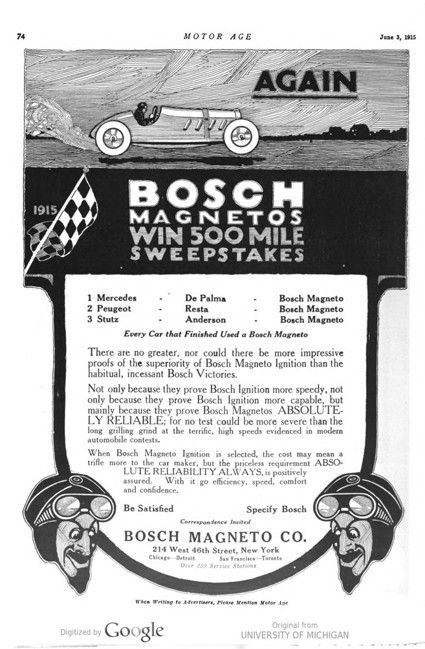 74 MOTOR AGE June 3, 1915
AGAIN
1915
BOSCH
MAGNETOS
WIN 500 MILE
SWEEPSTAKES
1 Mercedes - De Palma - Bosch Magneto
2 Peugeot - Resta - Bosch Magneto
3 Stutz - Anderson - Bosch Magneto
Every Car that Finished Used a Bosch Magneto
There are no greater, nor could there be more impressive
proofs of the superiority of Bosch Magneto Ignition than the
habitual, incessant Bosch Victories.
Not only because they prove Bosch Ignition more speedy, not
only because they prove Bosch Ignition more capable, but
mainly because they prove Bosch Magnetos ABSOLUTE-
LY RELIABLE; for no test could be more severe than the
long grilling grind at the terrific, high speeds evidenced in modern
automobile contests.
When Bosch Magneto Ignition is selected, the cost may mean a
trifle more to the car maker, but the priceless requirement ABSO-
LUTE RELIABILITY ALWAYS, is positively
assured. With it go efficiency, speed, comfort
and confidence.
Be Satisfied Specify Bosch
Correspondence Invited
BOSCH MAGNETO CO.
214 West 46th Street, New York
Chicago—Detroit San Francisco—Toronto
Over 250 Service Stations
When Writing to Advertisers, Please Mention Motor Age
Digitized by Google
Original from
UNIVERSITY OF MICHIGAN